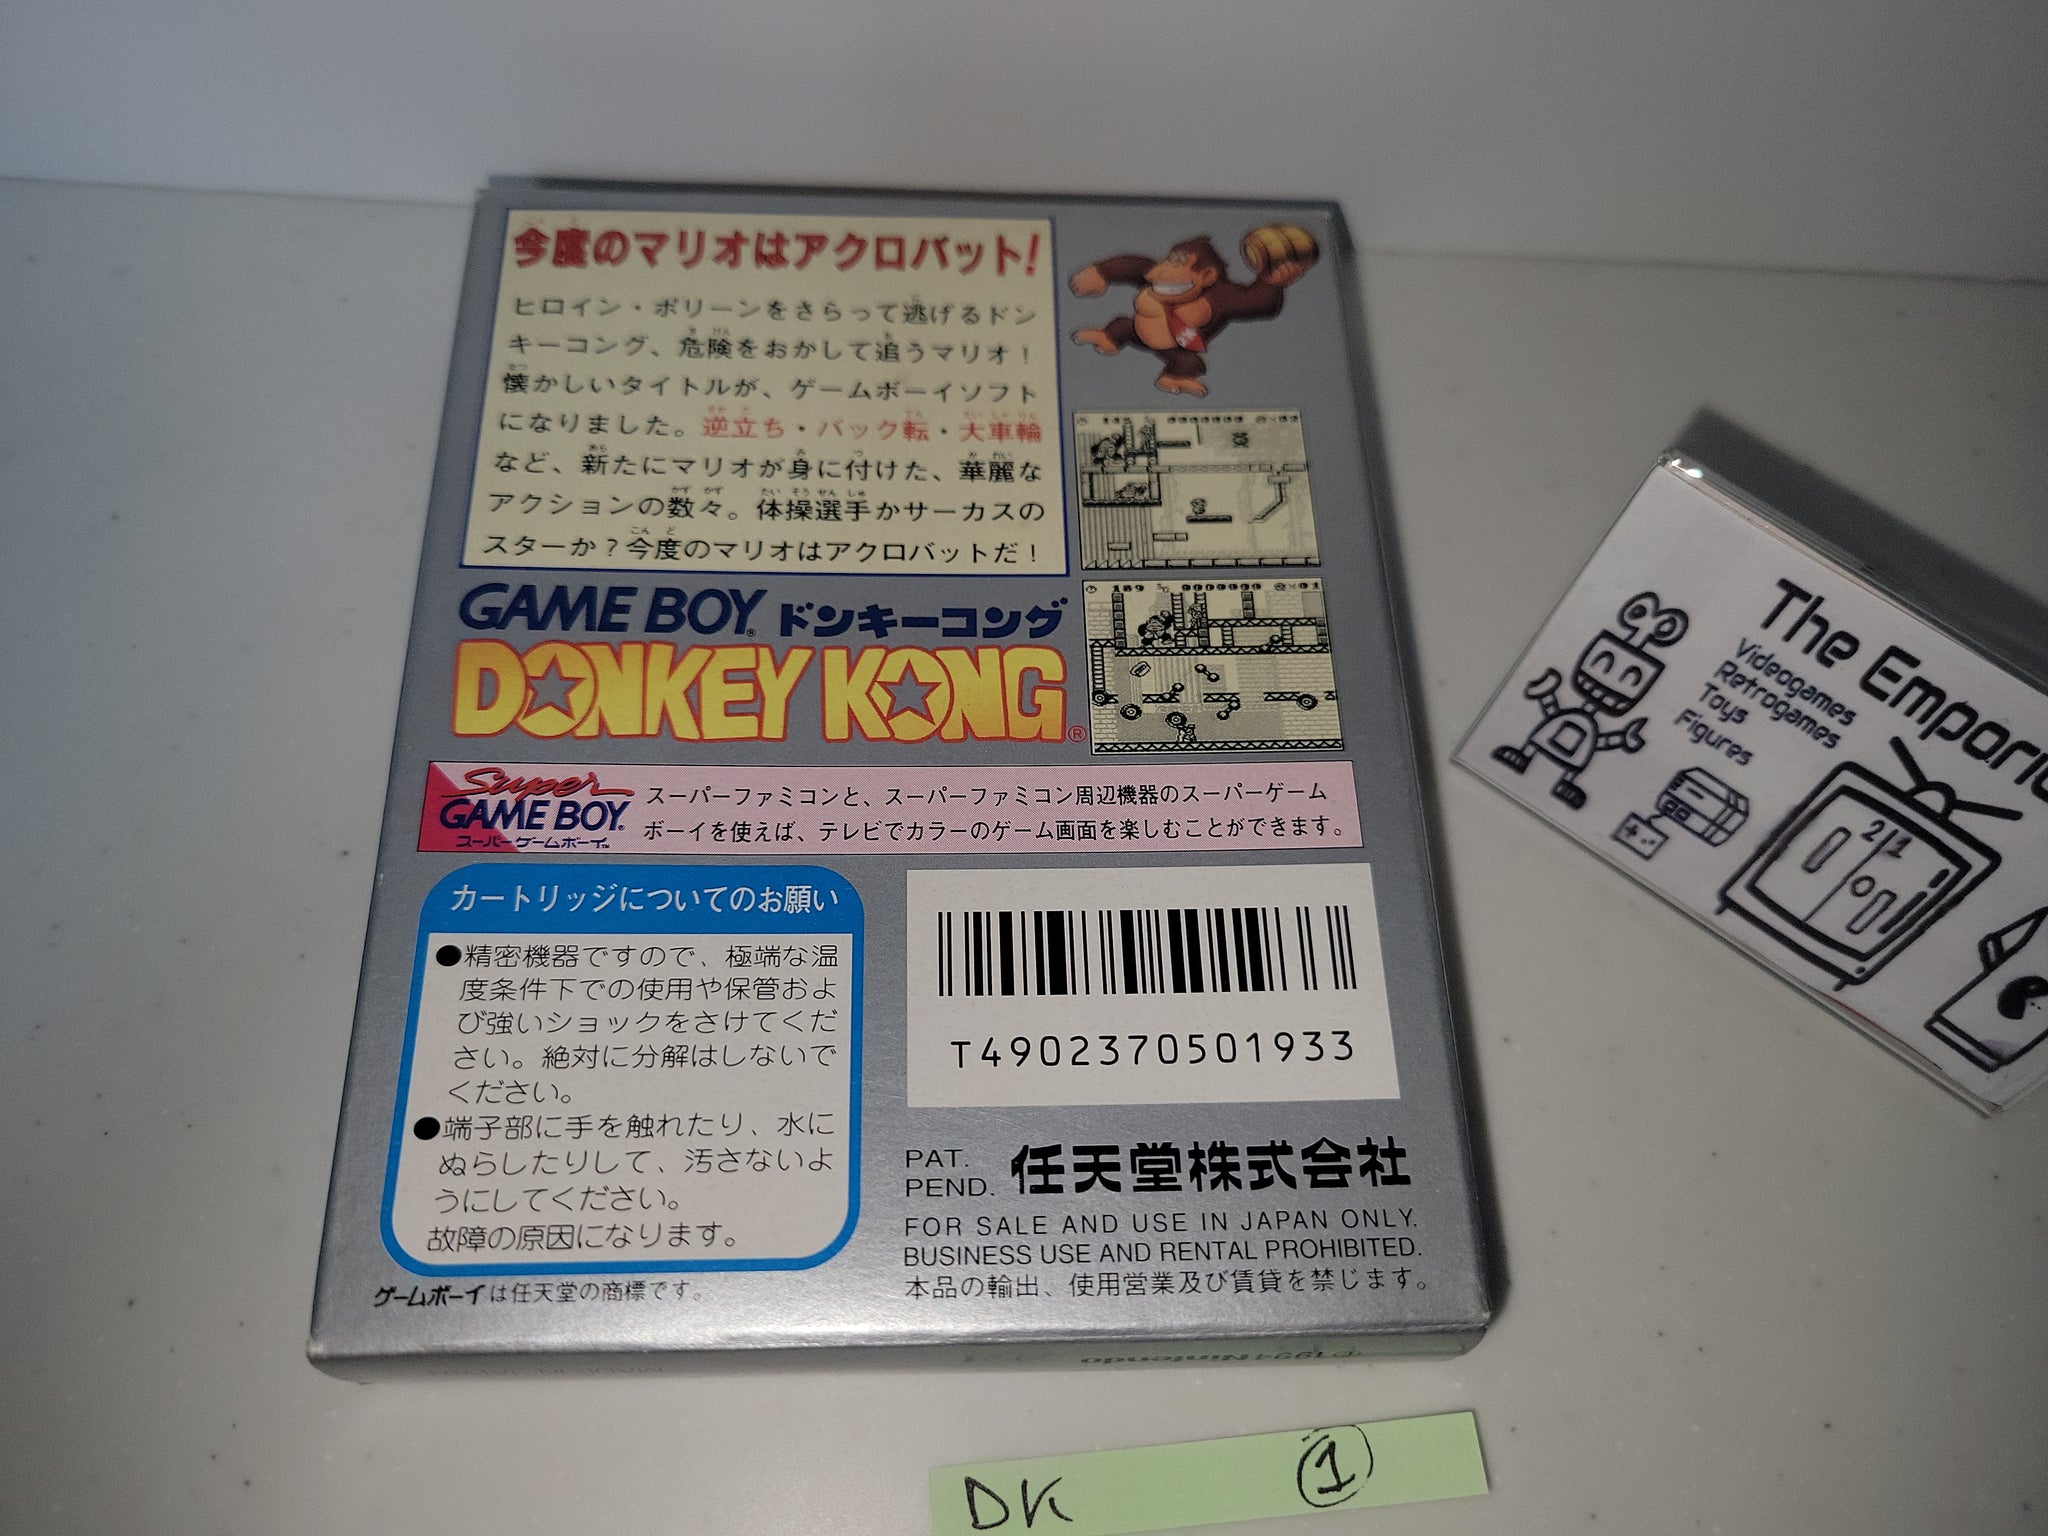 今度のマリオはアクロバット!
ヒロイン・ポリーンをさらって逃げるドン
キーコング、危険をおかして追うマリオ!
懐かしいタイトルが、ゲームボーイソフト
になりました。逆立ち・バック転・大車輪
など、新たにマリオが身に付けた、華麗な
アクションの数々。体操選手かサーカスの
スターか?今度のマリオはアクロバットだ!
GAME BOY® ドンキーコング
DONKEY KONG®
Super
GAME BOY®
スーパーゲームボーイ™
スーパーファミコンと、スーパーファミコン周辺機器のスーパーゲーム
ボーイを使えば、テレビでカラーのゲーム画面を楽しむことができます。
カートリッジについてのお願い
●精密機器ですので、極端な温
度条件下での使用や保管およ
び強いショックをさけてくだ
さい。絶対に分解はしないで
ください。
●端子部に手を触れたり、水に
ぬらしたりして、汚さないよ
うにしてください。
故障の原因になります。
ゲームボーイは任天堂の商標です。
T4902370501933
PAT.
PEND.
任天堂株式会社
FOR SALE AND USE IN JAPAN ONLY.
BUSINESS USE AND RENTAL PROHIBITED.
本品の輸出、使用営業及び賃貸を禁じます。
©1994 Nintendo
DK ①
The Emporiu
Videogames
Retrogames
Toys
Figures
2 1